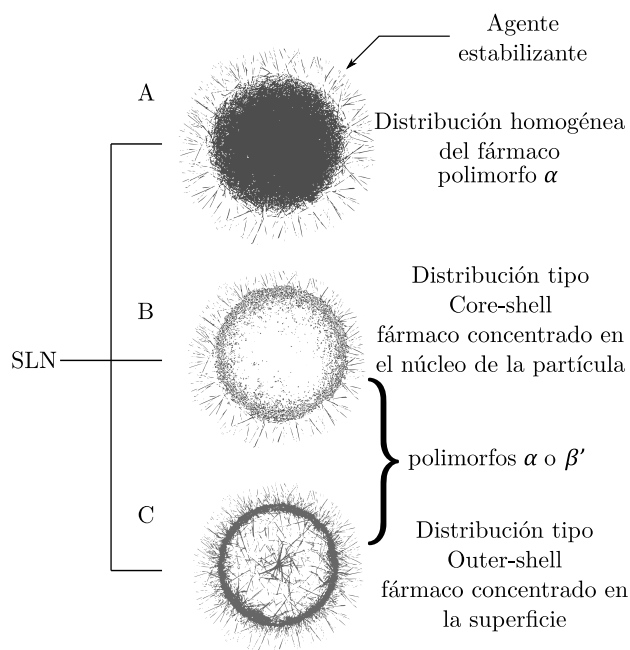 Agente
estabilizante
A
Distribución homogénea
del fármaco
polimorfo α
Distribución tipo
Core-shell
fármaco concentrado en
el núcleo de la partícula
B
SLN
polimorfos α o β’
C
Distribución tipo
Outer-shell
fármaco concentrado en
la superficie